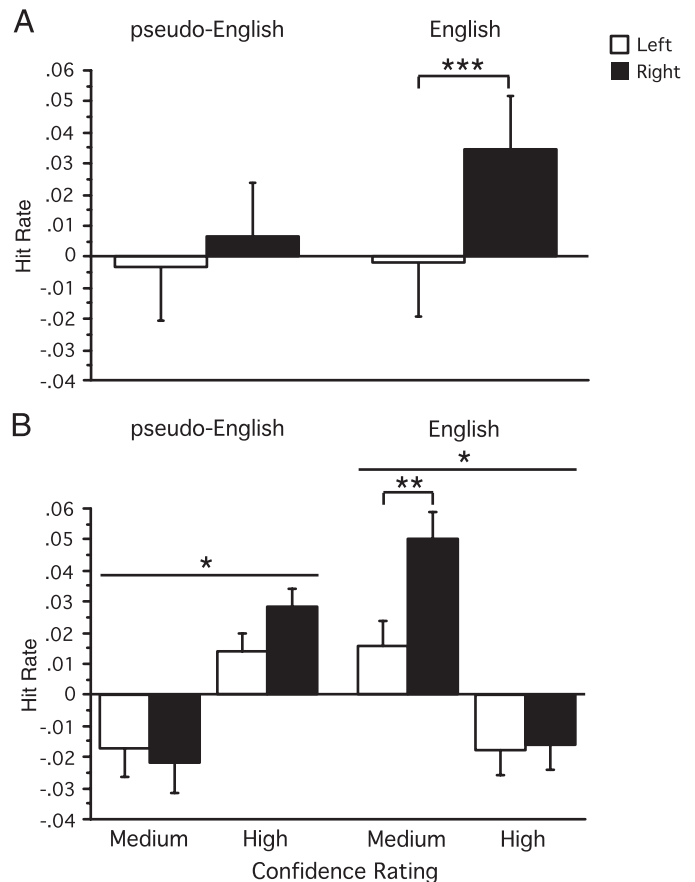 A
pseudo-English English
Left
Right
***
.06
.05
.04
.03
.02
.01
0
-.01
-.02
-.03
-.04
Hit Rate
B
pseudo-English English
*
**
*
.06
.05
.04
.03
.02
.01
0
-.01
-.02
-.03
-.04
Hit Rate
Medium High Medium High
Confidence Rating